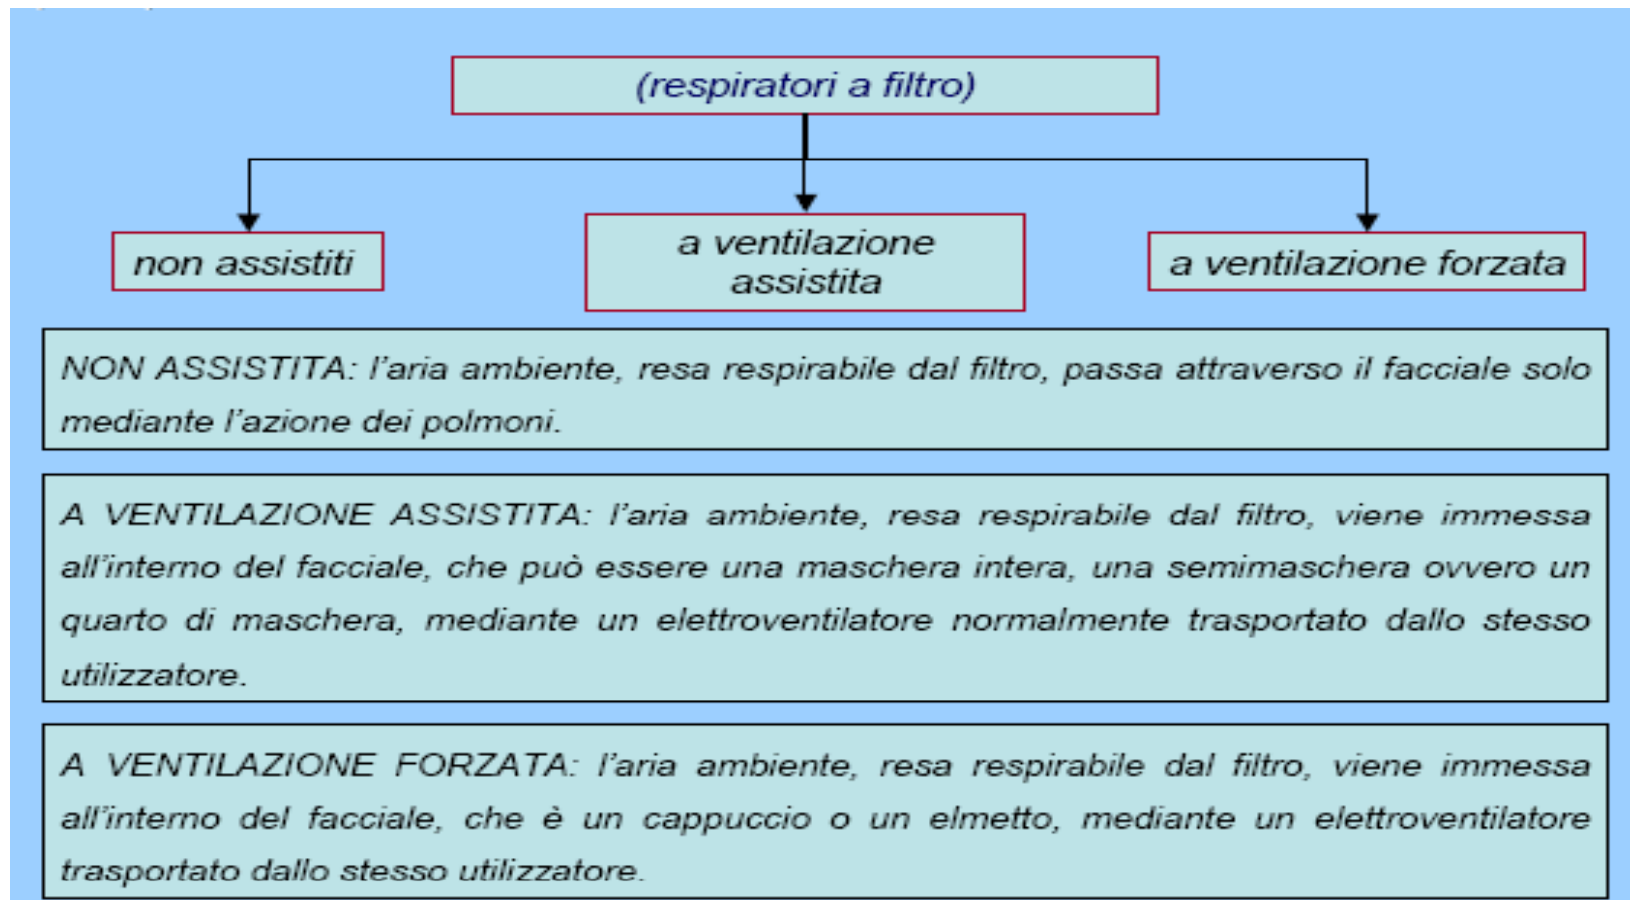 (respiratori a filtro)
non assistiti
a ventilazione
assistita
a ventilazione forzata
NON ASSISTITA: l'aria ambiente, resa respirabile dal filtro, passa attraverso il facciale solo
mediante l'azione dei polmoni.
A VENTILAZIONE ASSISTITA: l'aria ambiente, resa respirabile dal filtro, viene immessa
all'interno del facciale, che può essere una maschera intera, una semimaschera ovvero un
quarto di maschera, mediante un elettroventilatore normalmente trasportato dallo stesso
utilizzatore.
A VENTILAZIONE FORZATA: l'aria ambiente, resa respirabile dal filtro, viene immessa
all'interno del facciale, che è un cappuccio o un elmetto, mediante un elettroventilatore
trasportato dallo stesso utilizzatore.